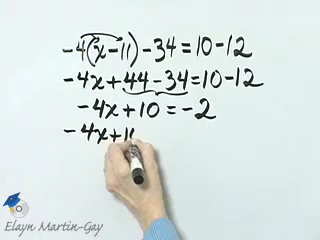 -4(x-11)-34=10-12
-4x+44-34=10-12
-4x+10=-2
-4x+1
Elayn Martin-Gay